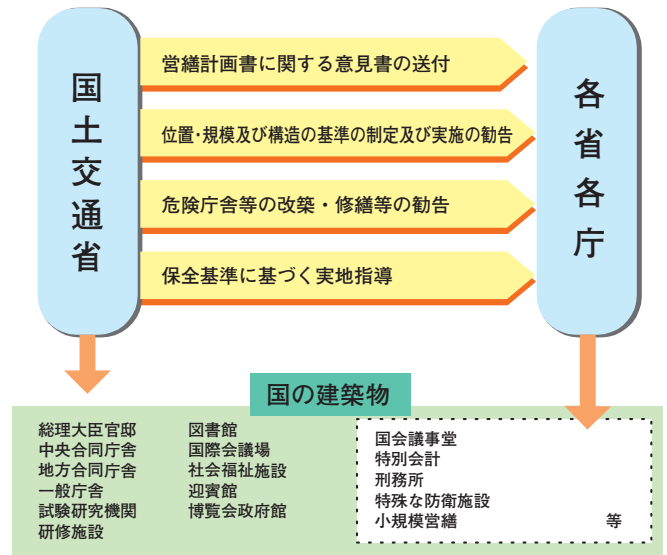 国土交通省
営繕計画書に関する意見書の送付
位置・規模及び構造の基準の制定及び実施の勧告
危険庁舎等の改築・修繕等の勧告
保全基準に基づく実地指導
各省各庁
国の建築物
総理大臣官邸
中央合同庁舎
地方合同庁舎
一般庁舎
試験研究機関
研修施設
図書館
国際会議場
社会福祉施設
迎賓館
博覧会政府館
国会議事堂
特別会計
刑務所
特殊な防衛施設
小規模営繕 等